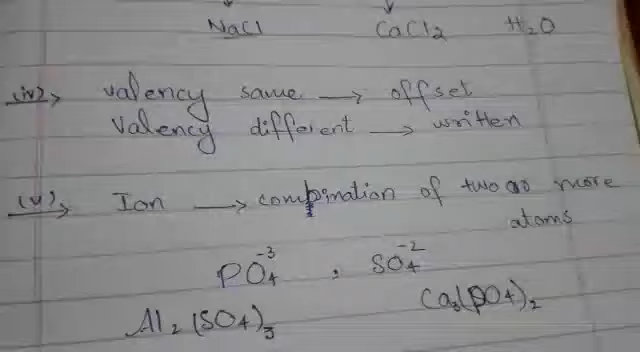 NaCl CaCl2 H2O
(iv) valency same → offset
Valency different → written
(v) Ion → combination of two or more
atoms
PO4-3 , SO4-2
Al2(SO4)3 Ca3(PO4)2